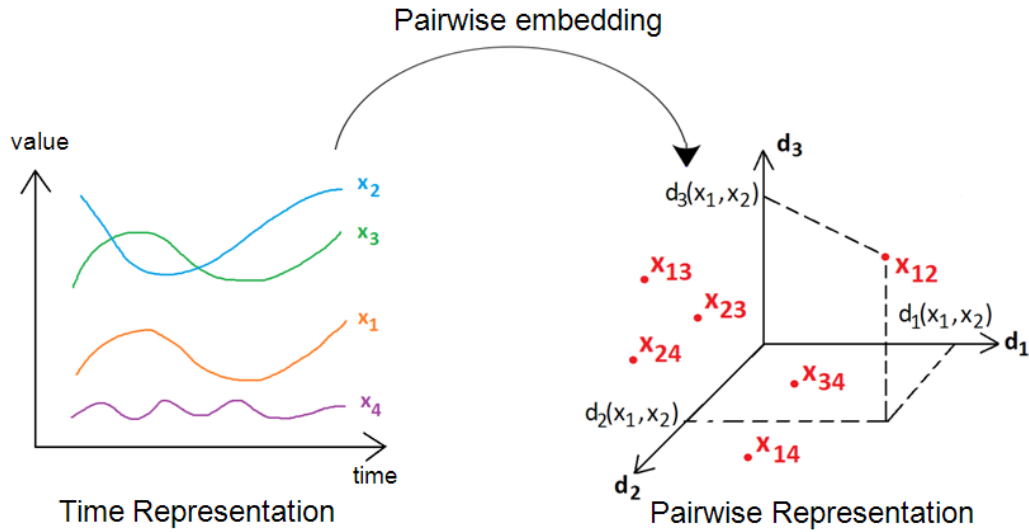 Pairwise embedding
value
x₂
x₃
x₁
x₄
time
Time Representation
d₃
d₃(x₁,x₂)
x₁₂
x₁₃
x₂₃
d₁(x₁,x₂)
d₁
x₂₄
x₃₄
d₂(x₁,x₂)
x₁₄
d₂
Pairwise Representation